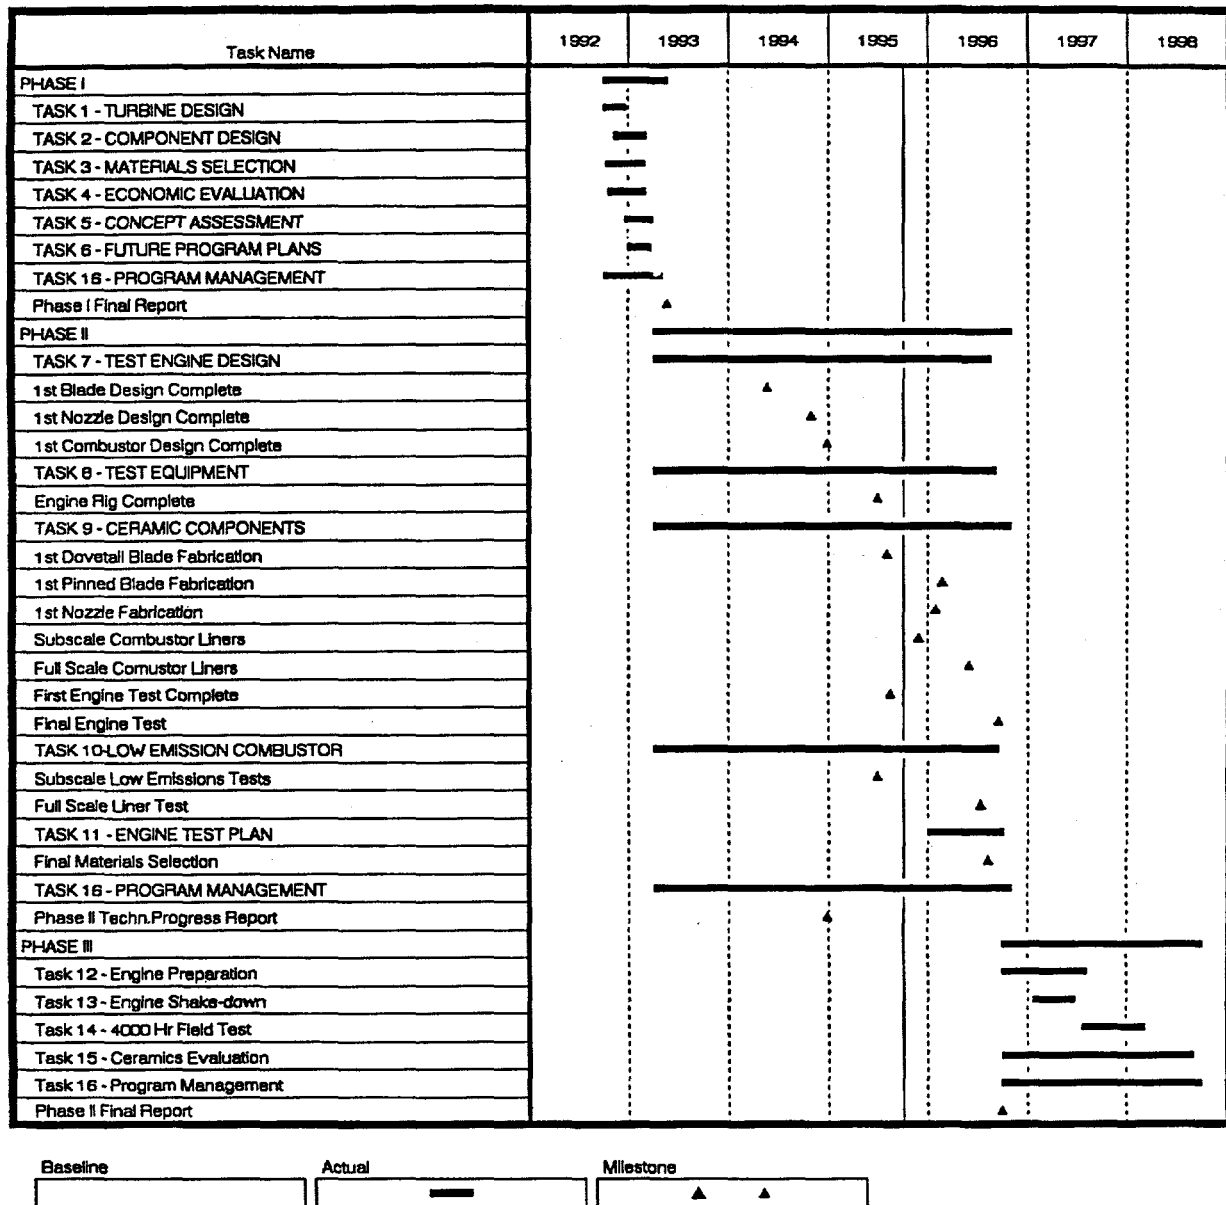 Task Name 1992 1993 1994 1995 1996 1997 1998
PHASE I
TASK 1 - TURBINE DESIGN
TASK 2 - COMPONENT DESIGN
TASK 3 - MATERIALS SELECTION
TASK 4 - ECONOMIC EVALUATION
TASK 5 - CONCEPT ASSESSMENT
TASK 6 - FUTURE PROGRAM PLANS
TASK 16 - PROGRAM MANAGEMENT
Phase I Final Report
PHASE II
TASK 7 - TEST ENGINE DESIGN
1st Blade Design Complete
1st Nozzle Design Complete
1st Combustor Design Complete
TASK 8 - TEST EQUIPMENT
Engine Rig Complete
TASK 9 - CERAMIC COMPONENTS
1st Dovetail Blade Fabrication
1st Pinned Blade Fabrication
1st Nozzle Fabrication
Subscale Combustor Liners
Full Scale Comustor Liners
First Engine Test Complete
Final Engine Test
TASK 10-LOW EMISSION COMBUSTOR
Subscale Low Emissions Tests
Full Scale Liner Test
TASK 11 - ENGINE TEST PLAN
Final Materials Selection
TASK 16 - PROGRAM MANAGEMENT
Phase II Techn.Progress Report
PHASE III
Task 12 - Engine Preparation
Task 13 - Engine Shake-down
Task 14 - 4000 Hr Field Test
Task 15 - Ceramics Evaluation
Task 16 - Program Management
Phase II Final Report
Baseline Actual Milestone